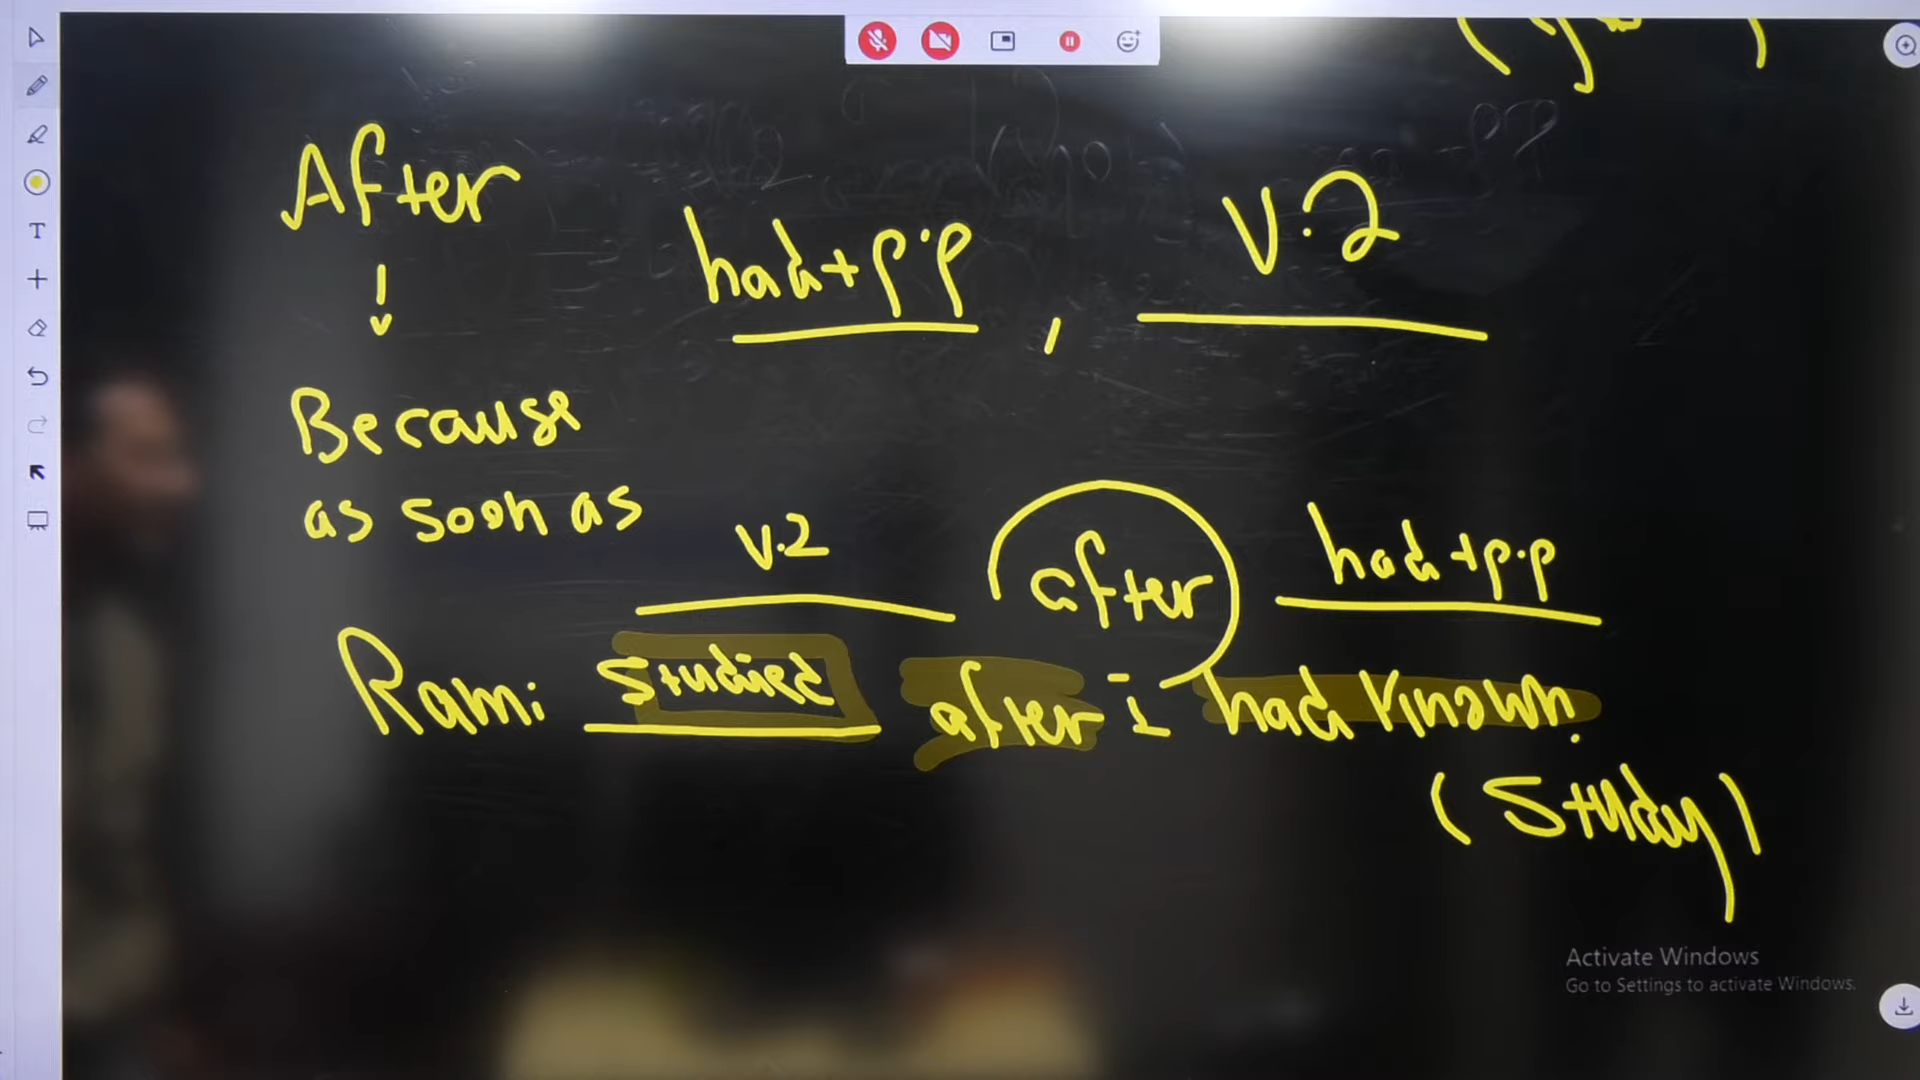 After
had+p.p , V.2
Because
as soon as
V.2 after had+p.p
Rami studied after i had known.
(Study)
Activate Windows
Go to Settings to activate Windows.